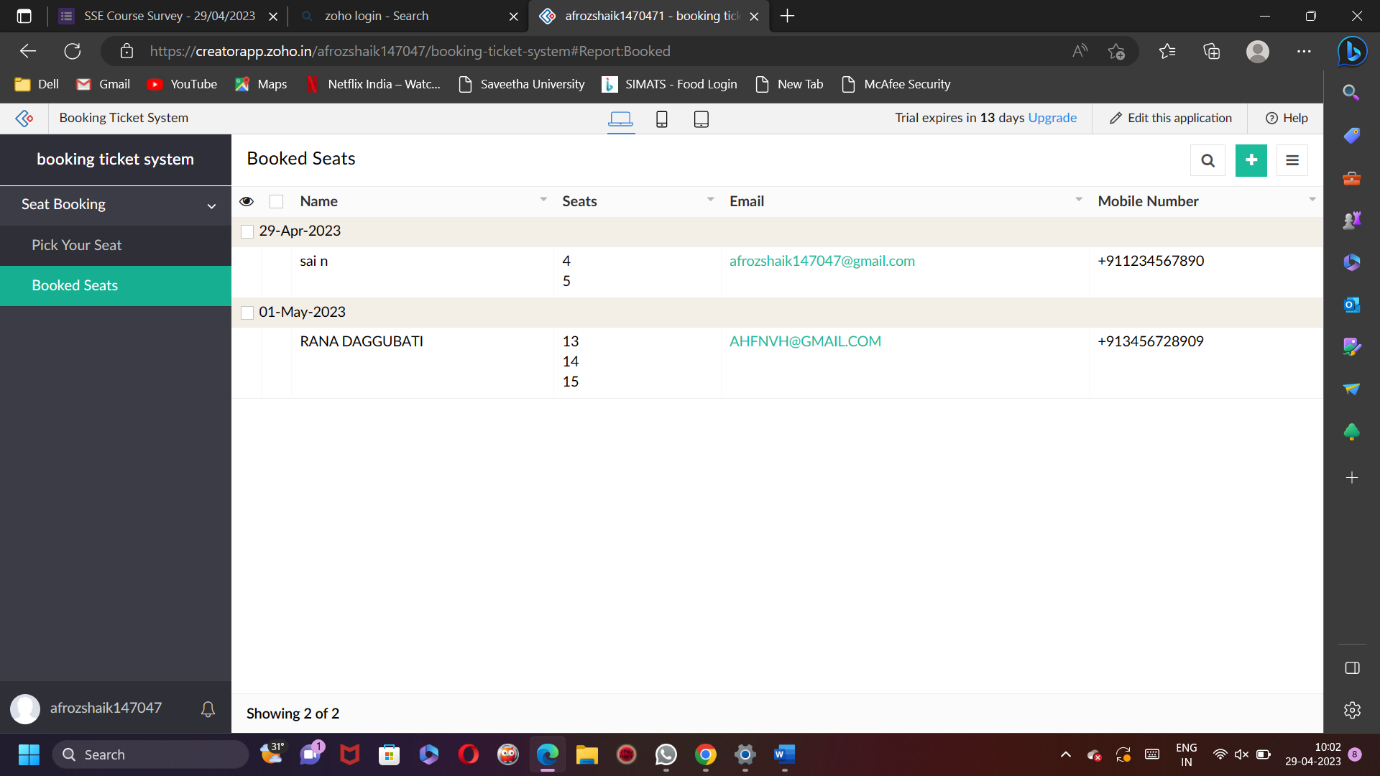 SSE Course Survey - 29/04/2023
zoho login - Search
afrozshaik1470471 - booking tic
https://creatorapp.zoho.in/afrozshaik147047/booking-ticket-system#Report:Booked
Dell
Gmail
YouTube
Maps
Netflix India – Watc...
Saveetha University
SIMATS - Food Login
New Tab
McAfee Security
Booking Ticket System
Trial expires in 13 days Upgrade
Edit this application
Help
booking ticket system
Seat Booking
Pick Your Seat
Booked Seats
Booked Seats
Name Seats Email Mobile Number
29-Apr-2023
sai n 4 afrozshaik147047@gmail.com +911234567890
5
01-May-2023
RANA DAGGUBATI 13 AHFNVH@GMAIL.COM +913456728909
14
15
afrozshaik147047
Showing 2 of 2
Search
31°
1
ENG
IN
10:02
29-04-2023
8